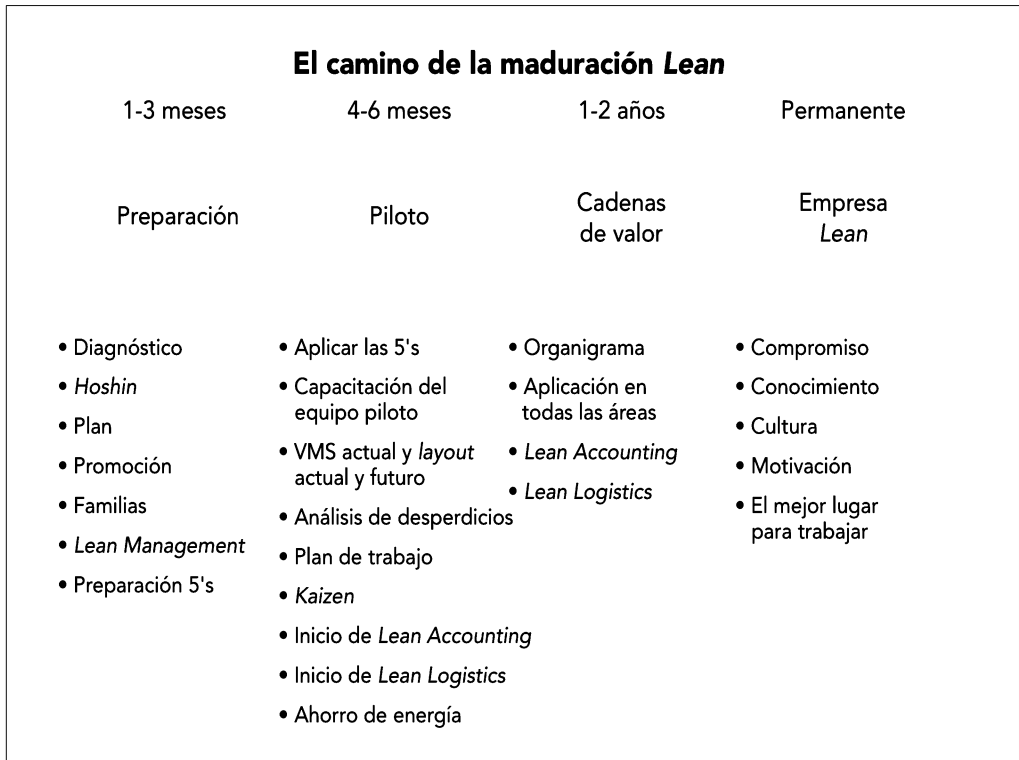 El camino de la maduración Lean
1-3 meses
4-6 meses
1-2 años
Permanente
Preparación
Piloto
Cadenas
de valor
Empresa
Lean
• Diagnóstico
• Hoshin
• Plan
• Promoción
• Familias
• Lean Management
• Preparación 5's
• Aplicar las 5's
• Capacitación del
equipo piloto
• VMS actual y layout
actual y futuro
• Análisis de desperdicios
• Plan de trabajo
• Kaizen
• Inicio de Lean Accounting
• Inicio de Lean Logistics
• Ahorro de energía
• Organigrama
• Aplicación en
todas las áreas
• Lean Accounting
• Lean Logistics
• Compromiso
• Conocimiento
• Cultura
• Motivación
• El mejor lugar
para trabajar